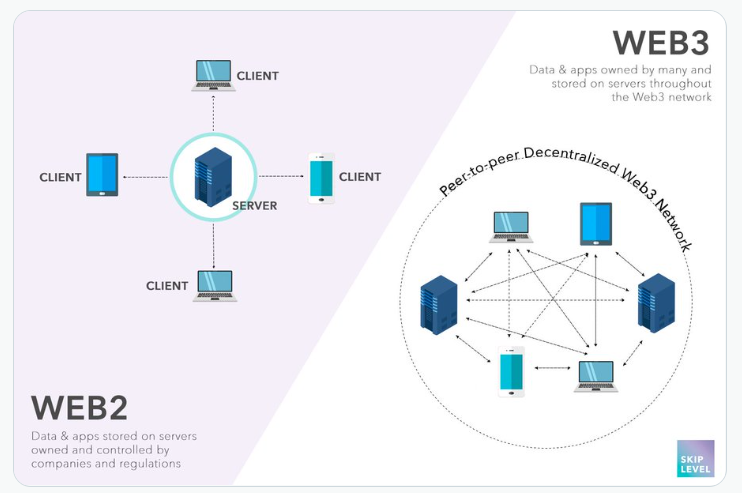 WEB3
Data & apps owned by many and
stored on servers throughout
the Web3 network
CLIENT
CLIENT
CLIENT
SERVER
CLIENT
Peer-to-peer Decentralized Web3 Network
WEB2
Data & apps stored on servers
owned and controlled by
companies and regulations
SKIP
LEVEL